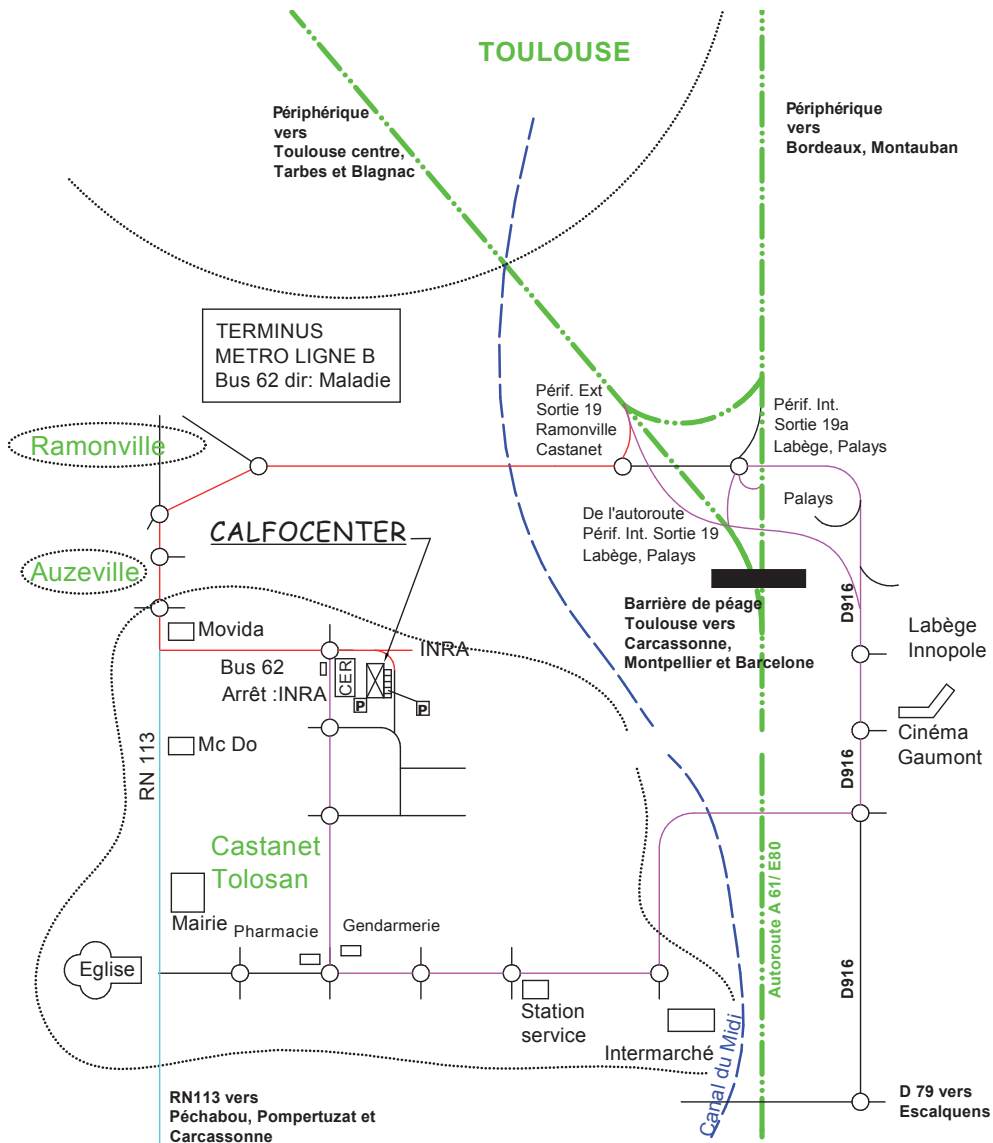 TOULOUSE
Périphérique
vers
Toulouse centre,
Tarbes et Blagnac
Périphérique
vers
Bordeaux, Montauban
TERMINUS
METRO LIGNE B
Bus 62 dir: Maladie
Périf. Ext
Sortie 19
Ramonville
Castanet
Périf. Int.
Sortie 19a
Labège, Palays
Ramonville
Palays
De l'autoroute
Périf. Int. Sortie 19
Labège, Palays
CALFOCENTER
Auzeville
Barrière de péage
Toulouse vers
Carcassonne,
Montpellier et Barcelone
D916
Labège
Innopole
Movida
INRA
Bus 62
Arrêt :INRA
CER
P
P
Cinéma
Gaumont
RN 113
Mc Do
D916
Castanet
Tolosan
Mairie
Pharmacie
Gendarmerie
Autoroute A 61/ E80
Eglise
D916
Station
service
Intermarché
Canal du Midi
RN113 vers
Péchabou, Pompertuzat et
Carcassonne
D 79 vers
Escalquens